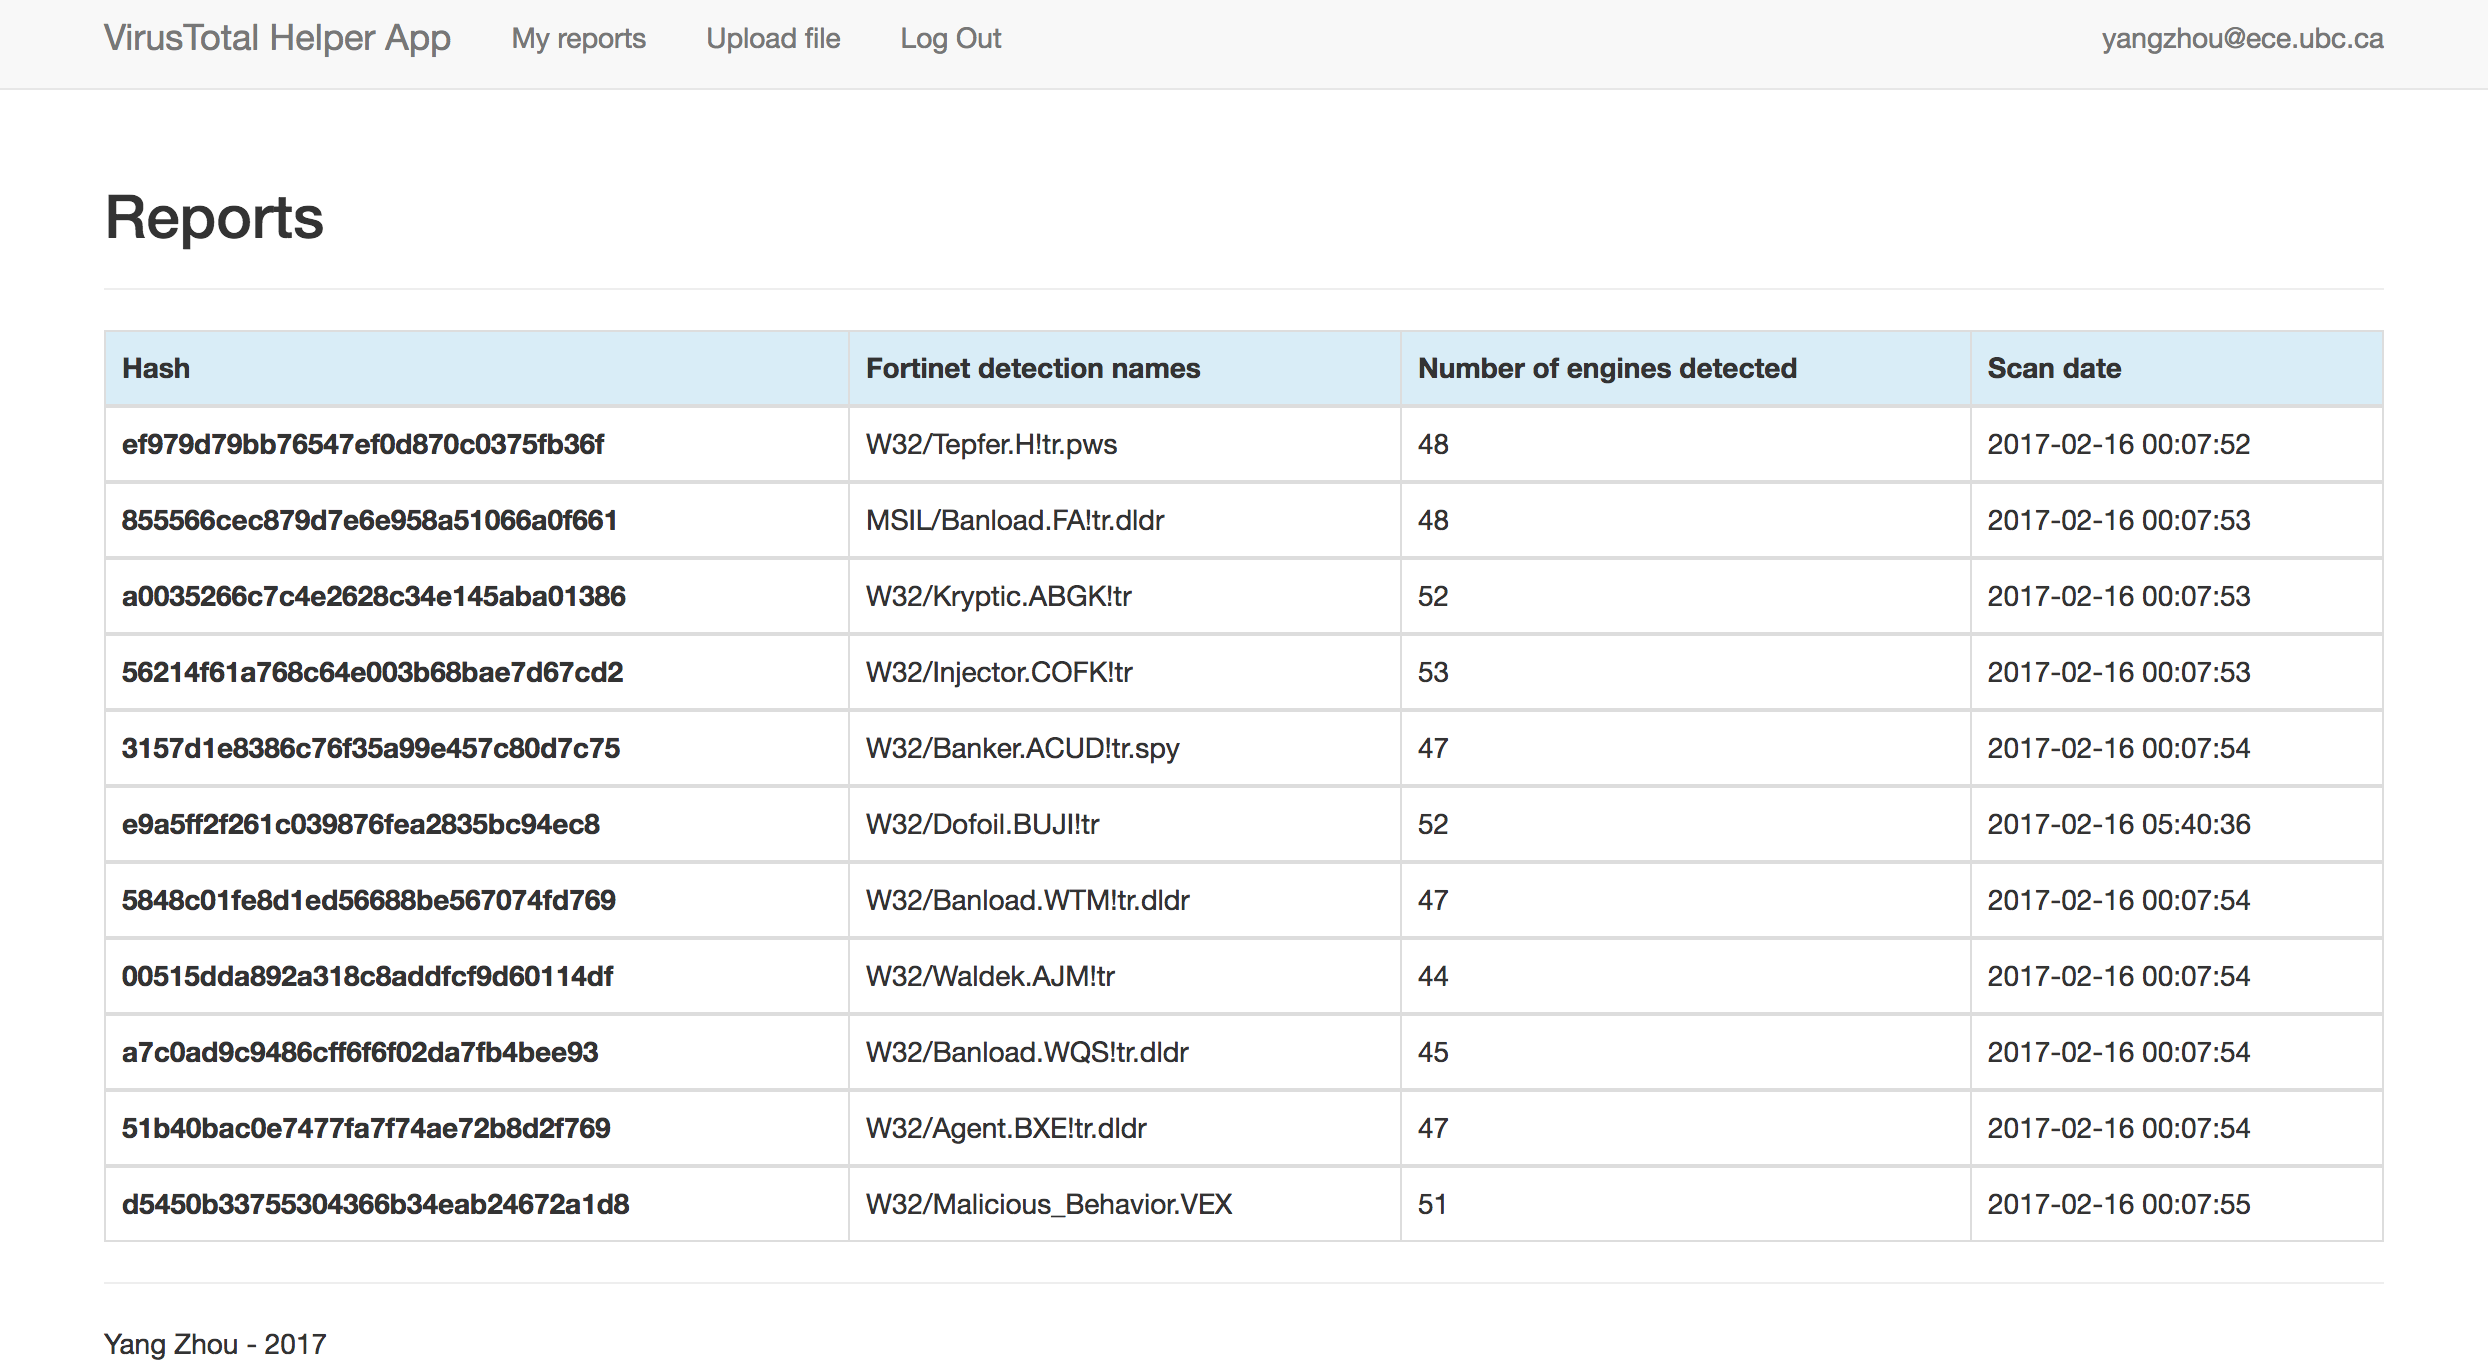 VirusTotal Helper App My reports Upload file Log Out yangzhou@ece.ubc.ca
Reports
Hash Fortinet detection names Number of engines detected Scan date
ef979d79bb76547ef0d870c0375fb36f W32/Tepfer.H!tr.pws 48 2017-02-16 00:07:52
855566cec879d7e6e958a51066a0f661 MSIL/Banload.FA!tr.dldr 48 2017-02-16 00:07:53
a0035266c7c4e2628c34e145aba01386 W32/Kryptic.ABGK!tr 52 2017-02-16 00:07:53
56214f61a768c64e003b68bae7d67cd2 W32/Injector.COFK!tr 53 2017-02-16 00:07:53
3157d1e8386c76f35a99e457c80d7c75 W32/Banker.ACUD!tr.spy 47 2017-02-16 00:07:54
e9a5ff2f261c039876fea2835bc94ec8 W32/Dofoil.BUJI!tr 52 2017-02-16 05:40:36
5848c01fe8d1ed56688be567074fd769 W32/Banload.WTM!tr.dldr 47 2017-02-16 00:07:54
00515dda892a318c8addfcf9d60114df W32/Waldek.AJM!tr 44 2017-02-16 00:07:54
a7c0ad9c9486cff6f6f02da7fb4bee93 W32/Banload.WQS!tr.dldr 45 2017-02-16 00:07:54
51b40bac0e7477fa7f74ae72b8d2f769 W32/Agent.BXE!tr.dldr 47 2017-02-16 00:07:54
d5450b33755304366b34eab24672a1d8 W32/Malicious_Behavior.VEX 51 2017-02-16 00:07:55
Yang Zhou - 2017